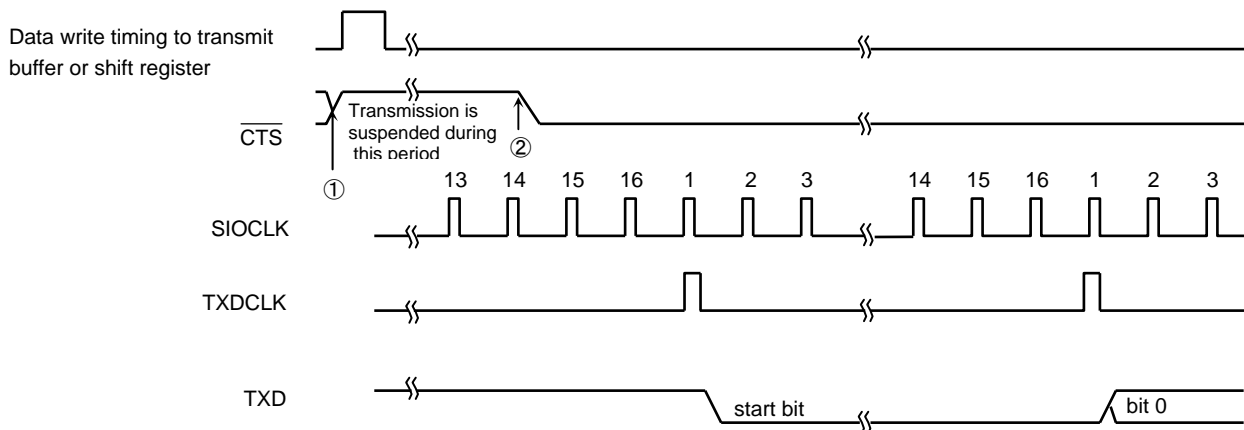 Data write timing to transmit
buffer or shift register
CTS
Transmission is
suspended during
this period
①
②
13 14 15 16 1 2 3 14 15 16 1 2 3
SIOCLK
TXDCLK
TXD
start bit
bit 0